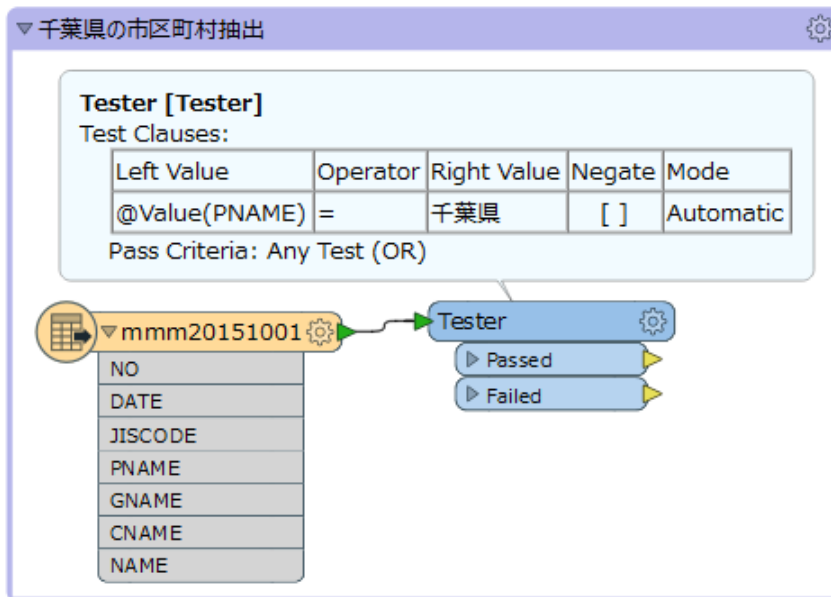 千葉県の市区町村抽出
Tester [Tester]
Test Clauses:
Left Value Operator Right Value Negate Mode
@Value(PNAME) = 千葉県 [ ] Automatic
Pass Criteria: Any Test (OR)
mmm20151001
NO
DATE
JISCODE
PNAME
GNAME
CNAME
NAME
Tester
Passed
Failed